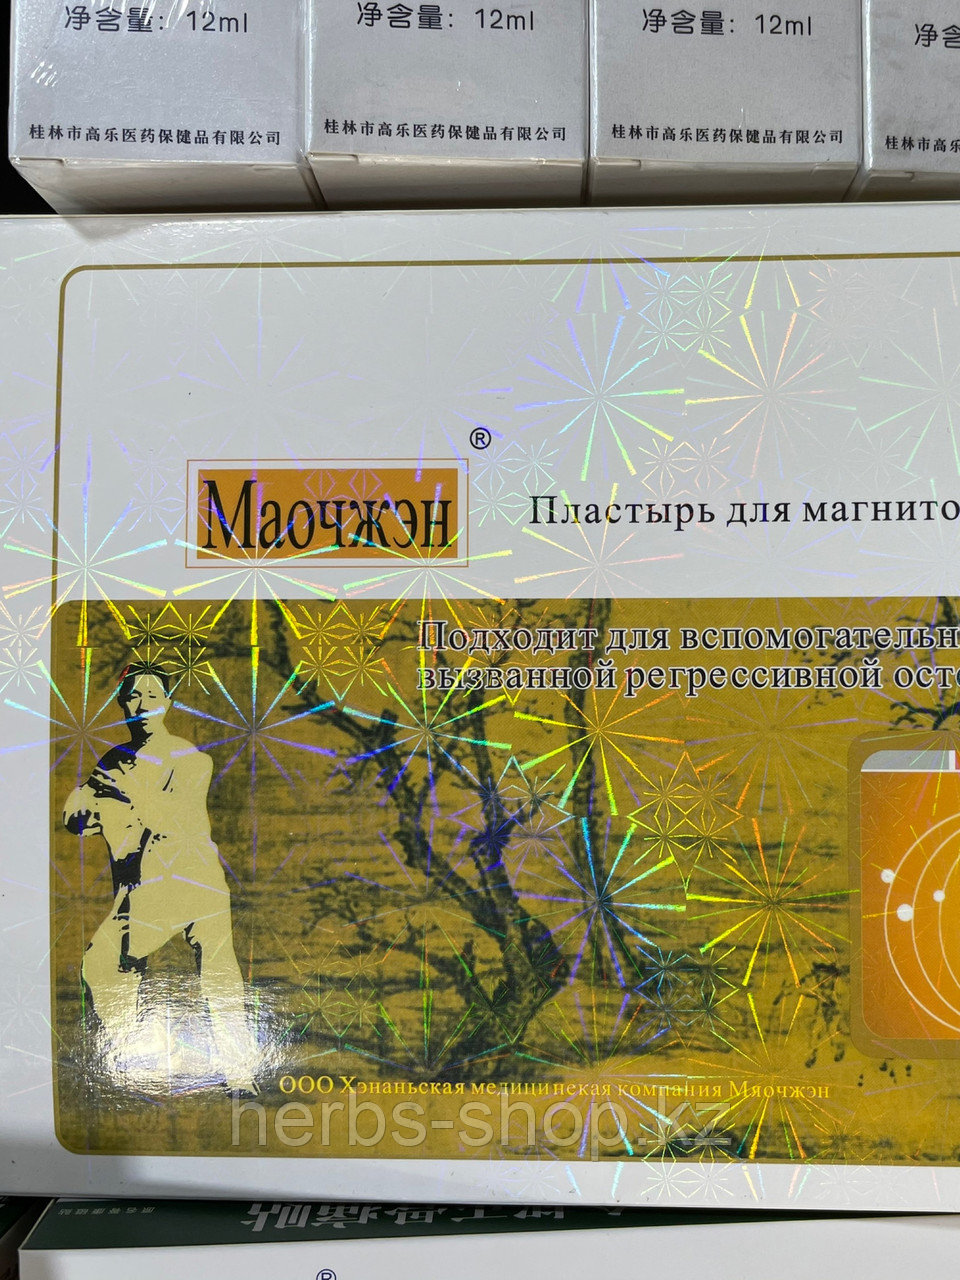 净含量：12ml
净含量：12ml
净含量：12ml
净含
桂林市高乐医药保健品有限公司
桂林市高乐医药保健品有限公司
桂林市高乐医药保健品有限公司
桂林市高乐
®
Маочжэн
Пластырь для магнито
Подходит для вспомогательн
вызванной регрессивной осте
ООО Хэнаньская медицинская компания Мяочжэн
herbs-shop.kz
®